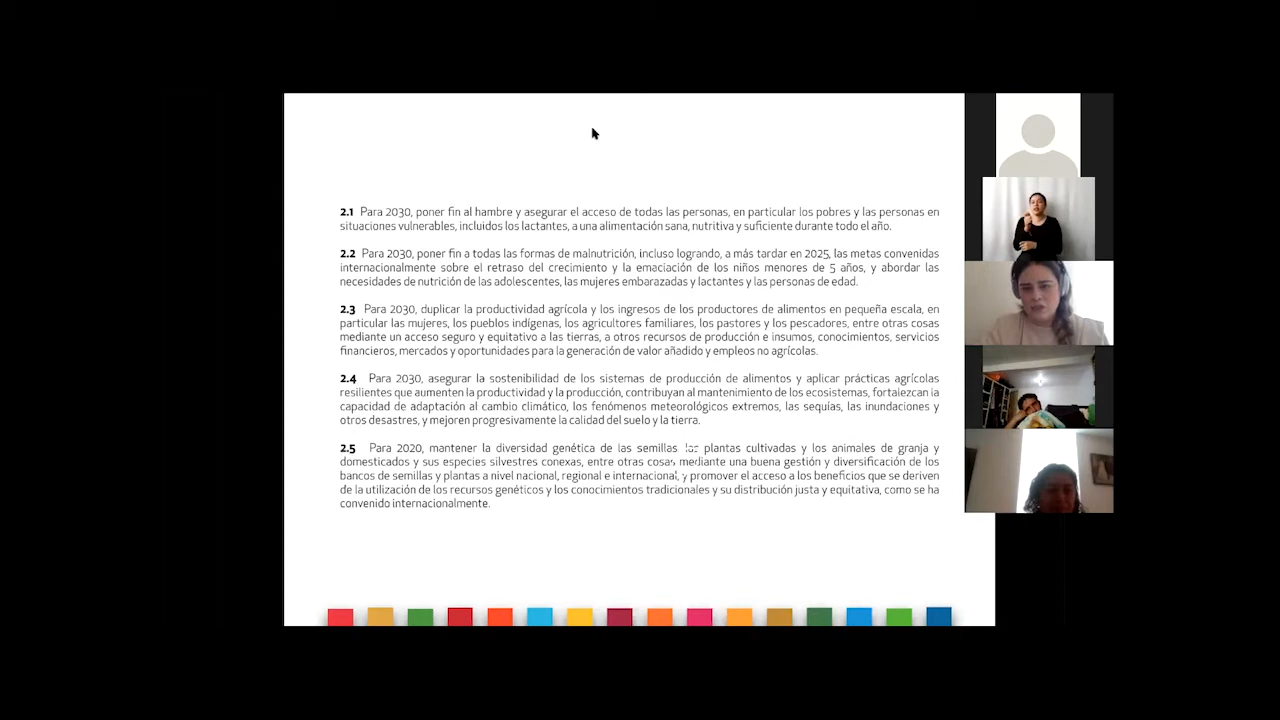 2.1 Para 2030, poner fin al hambre y asegurar el acceso de todas las personas, en particular los pobres y las personas en
situaciones vulnerables, incluidos los lactantes, a una alimentación sana, nutritiva y suficiente durante todo el año.
2.2 Para 2030, poner fin a todas las formas de malnutrición, incluso logrando, a más tardar en 2025, las metas convenidas
internacionalmente sobre el retraso del crecimiento y la emaciación de los niños menores de 5 años, y abordar las
necesidades de nutrición de las adolescentes, las mujeres embarazadas y lactantes y las personas de edad.
2.3 Para 2030, duplicar la productividad agrícola y los ingresos de los productores de alimentos en pequeña escala, en
particular las mujeres, los pueblos indígenas, los agricultores familiares, los pastores y los pescadores, entre otras cosas
mediante un acceso seguro y equitativo a las tierras, a otros recursos de producción e insumos, conocimientos, servicios
financieros, mercados y oportunidades para la generación de valor añadido y empleos no agrícolas.
2.4 Para 2030, asegurar la sostenibilidad de los sistemas de producción de alimentos y aplicar prácticas agrícolas
resilientes que aumenten la productividad y la producción, contribuyan al mantenimiento de los ecosistemas, fortalezcan la
capacidad de adaptación al cambio climático, los fenómenos meteorológicos extremos, las sequías, las inundaciones y
otros desastres, y mejoren progresivamente la calidad del suelo y la tierra.
2.5 Para 2020, mantener la diversidad genética de las semillas las plantas cultivadas y los animales de granja y
domesticados y sus especies silvestres conexas, entre otras cosas mediante una buena gestión y diversificación de los
bancos de semillas y plantas a nivel nacional, regional e internacional, y promover el acceso a los beneficios que se deriven
de la utilización de los recursos genéticos y los conocimientos tradicionales y su distribución justa y equitativa, como se ha
convenido internacionalmente.